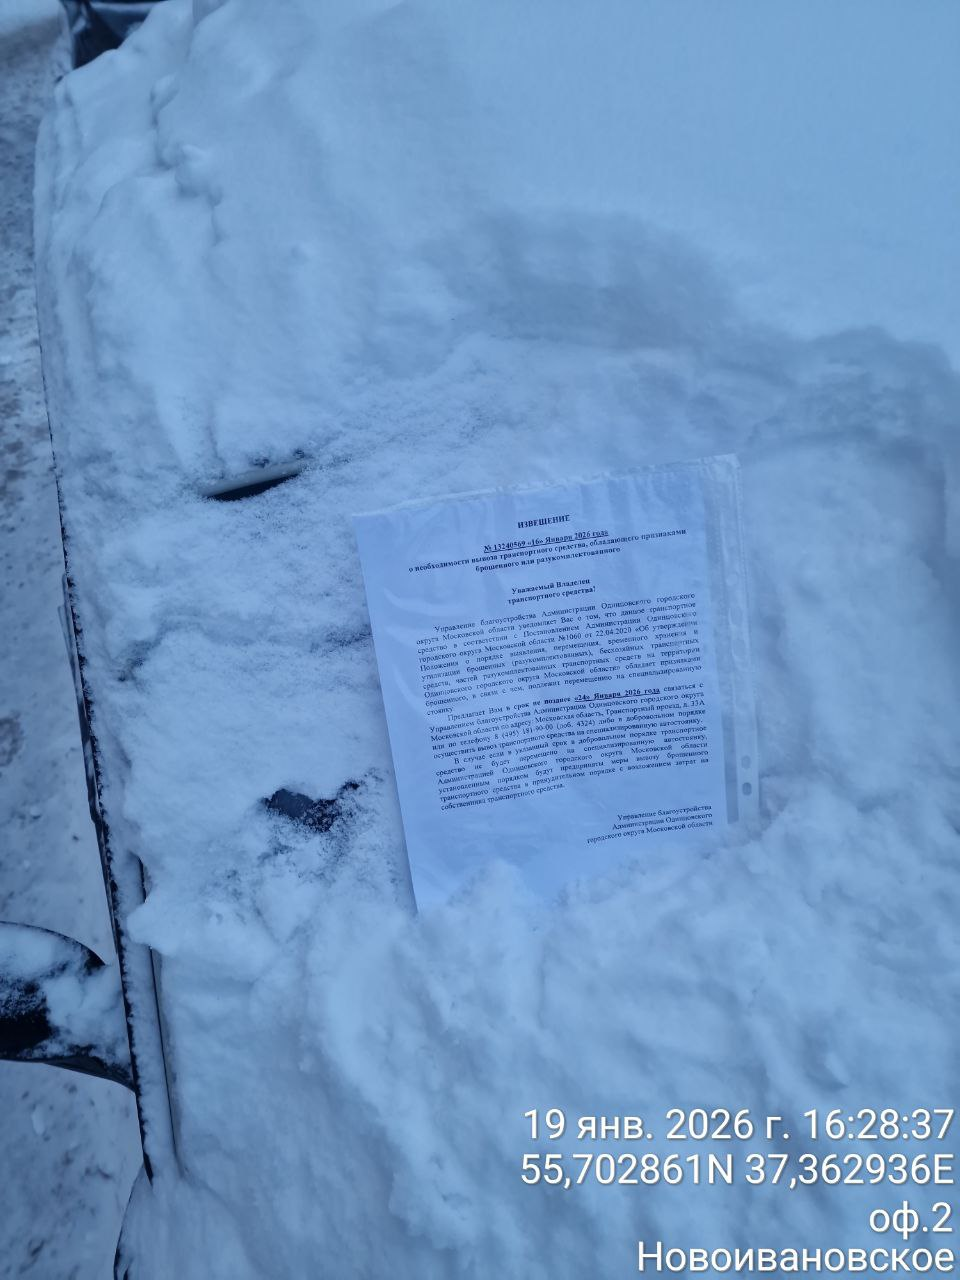 ИЗВЕЩЕНИЕ
№ 13240569 «16» Января 2026 года
о необходимости вывоза транспортного средства, обладающего признаками
брошенного или разукомплектованного
Уважаемый Владелец
транспортного средства!
Управление благоустройства Администрации Одинцовского городского
округа Московской области уведомляет Вас о том, что данное транспортное
средство в соответствии с Постановлением Администрации Одинцовского
городского округа Московской области №1060 от 22.04.2020 «Об утверждении
Положения о порядке выявления, перемещения, временного хранения и
утилизации брошенных (разукомплектованных), бесхозяйных транспортных
средств, частей разукомплектованных транспортных средств на территории
Одинцовского городского округа Московской области» обладает признаками
брошенного, в связи с чем, подлежит перемещению на специализированную
стоянку.
Предлагает Вам в срок не позднее «24» Января 2026 года связаться с
Управлением благоустройства Администрации Одинцовского городского округа
Московской области по адресу: Московская область, Транспортный проезд, д. 33А
или по телефону 8 (495) 181-90-00 (доб. 4324) либо в добровольном порядке
осуществить вывоз транспортного средства на специализированную автостоянку.
В случае если в указанный срок в добровольном порядке транспортное
средство не будет перемещено на специализированную автостоянку,
Администрацией Одинцовского городского округа Московской области
установленным порядком будут предприняты меры вывозу брошенного
транспортного средства в принудительном порядке с возложением затрат на
собственника транспортного средства.
Управление благоустройства
Администрации Одинцовского
городского округа Московской области
19 янв. 2026 г. 16:28:37
55,702861N 37,362936E
оф.2
Новоивановское